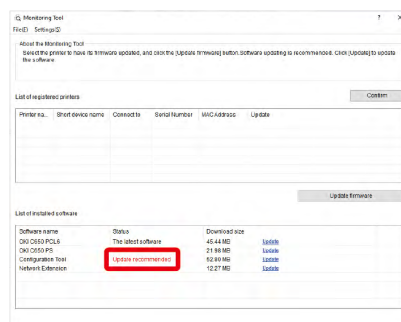 Monitoring Tool
File(F) Settings(S)
About the Monitoring Tool
Select the printer to have its firmware updated, and click the [Update firmware] button. Software updating is recommended. Click [Update] to update
the software.
List of registered printers
Confirm
Printer na... Short device name Connect to Serial Number MAC Address Update
Update firmware
List of installed software
Software name Status Download size
OKI C650 PCL6 The latest software 45.44 MB Update
OKI C650 PS 21.98 MB Update
Configuration Tool Update recommended. 52.80 MB Update
Network Extension 12.27 MB Update